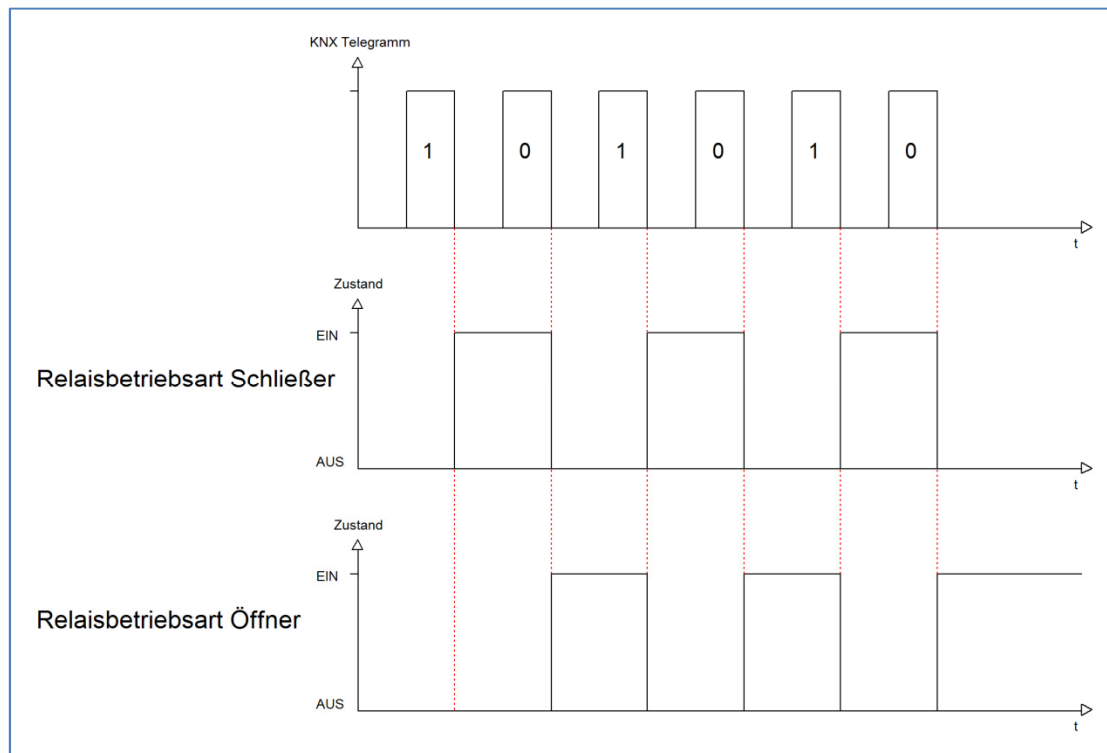 KNX Telegramm
1 0 1 0 1 0
t
Zustand
EIN
Relaisbetriebsart Schließer
AUS
t
Zustand
EIN
Relaisbetriebsart Öffner
AUS
t